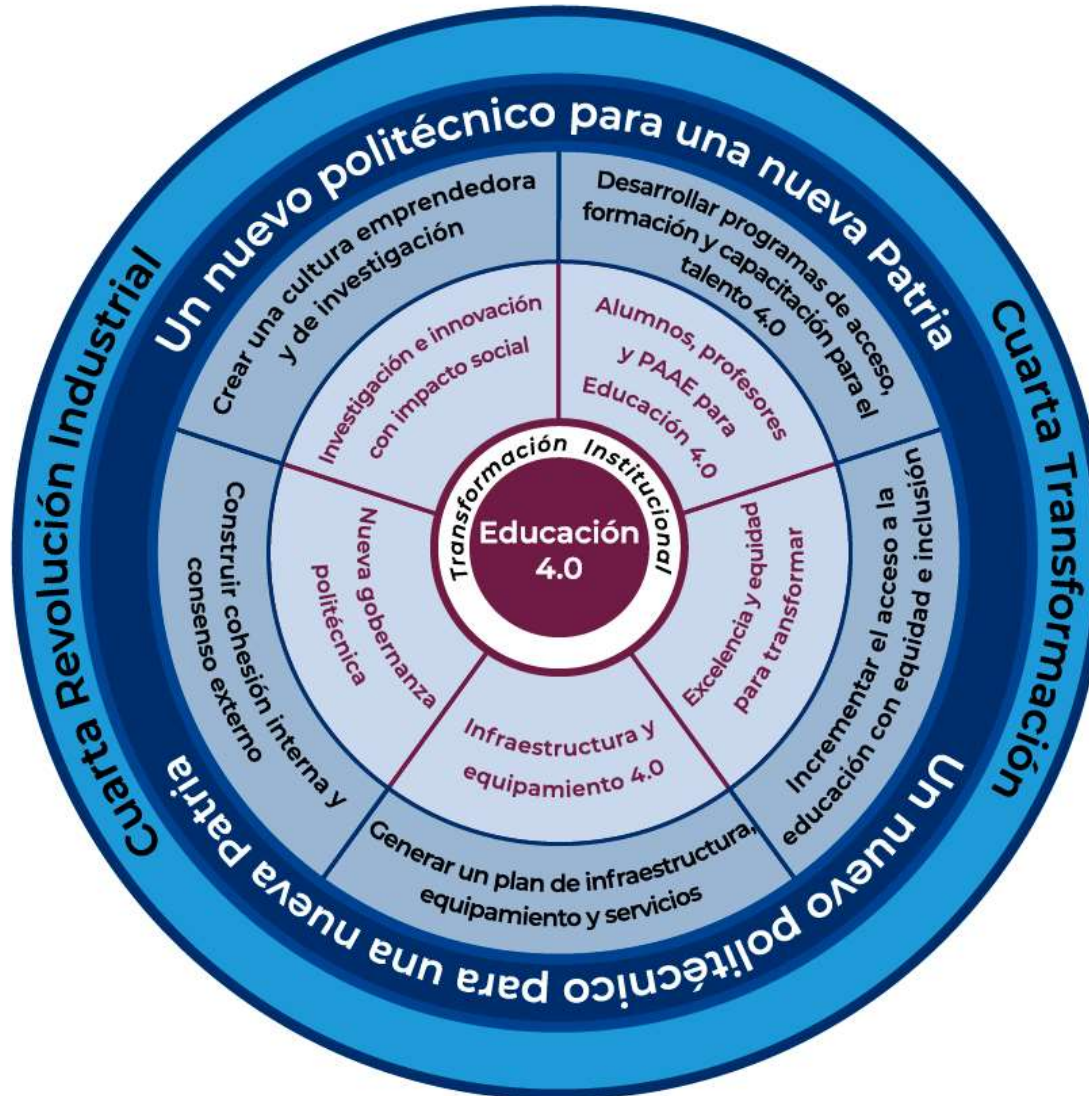 Cuarta Revolución Industrial
Cuarta Transformación
Un nuevo politécnico para una nueva Patria
Un nuevo politécnico para una nueva Patria
Crear una cultura emprendedora
y de investigación
Desarrollar programas de acceso,
formación y capacitación para el
talento 4.0
Incrementar el acceso a la
educación con equidad e inclusión
Generar un plan de infraestructura,
equipamiento y servicios
Construir cohesión interna y
consenso externo
Investigación e innovación
con impacto social
Alumnos, profesores
y PAAE para
Educación 4.0
Excelencia y equidad
para transformar
Infraestructura y
equipamiento 4.0
Nueva gobernanza
politécnica
Transformación Institucional
Educación
4.0